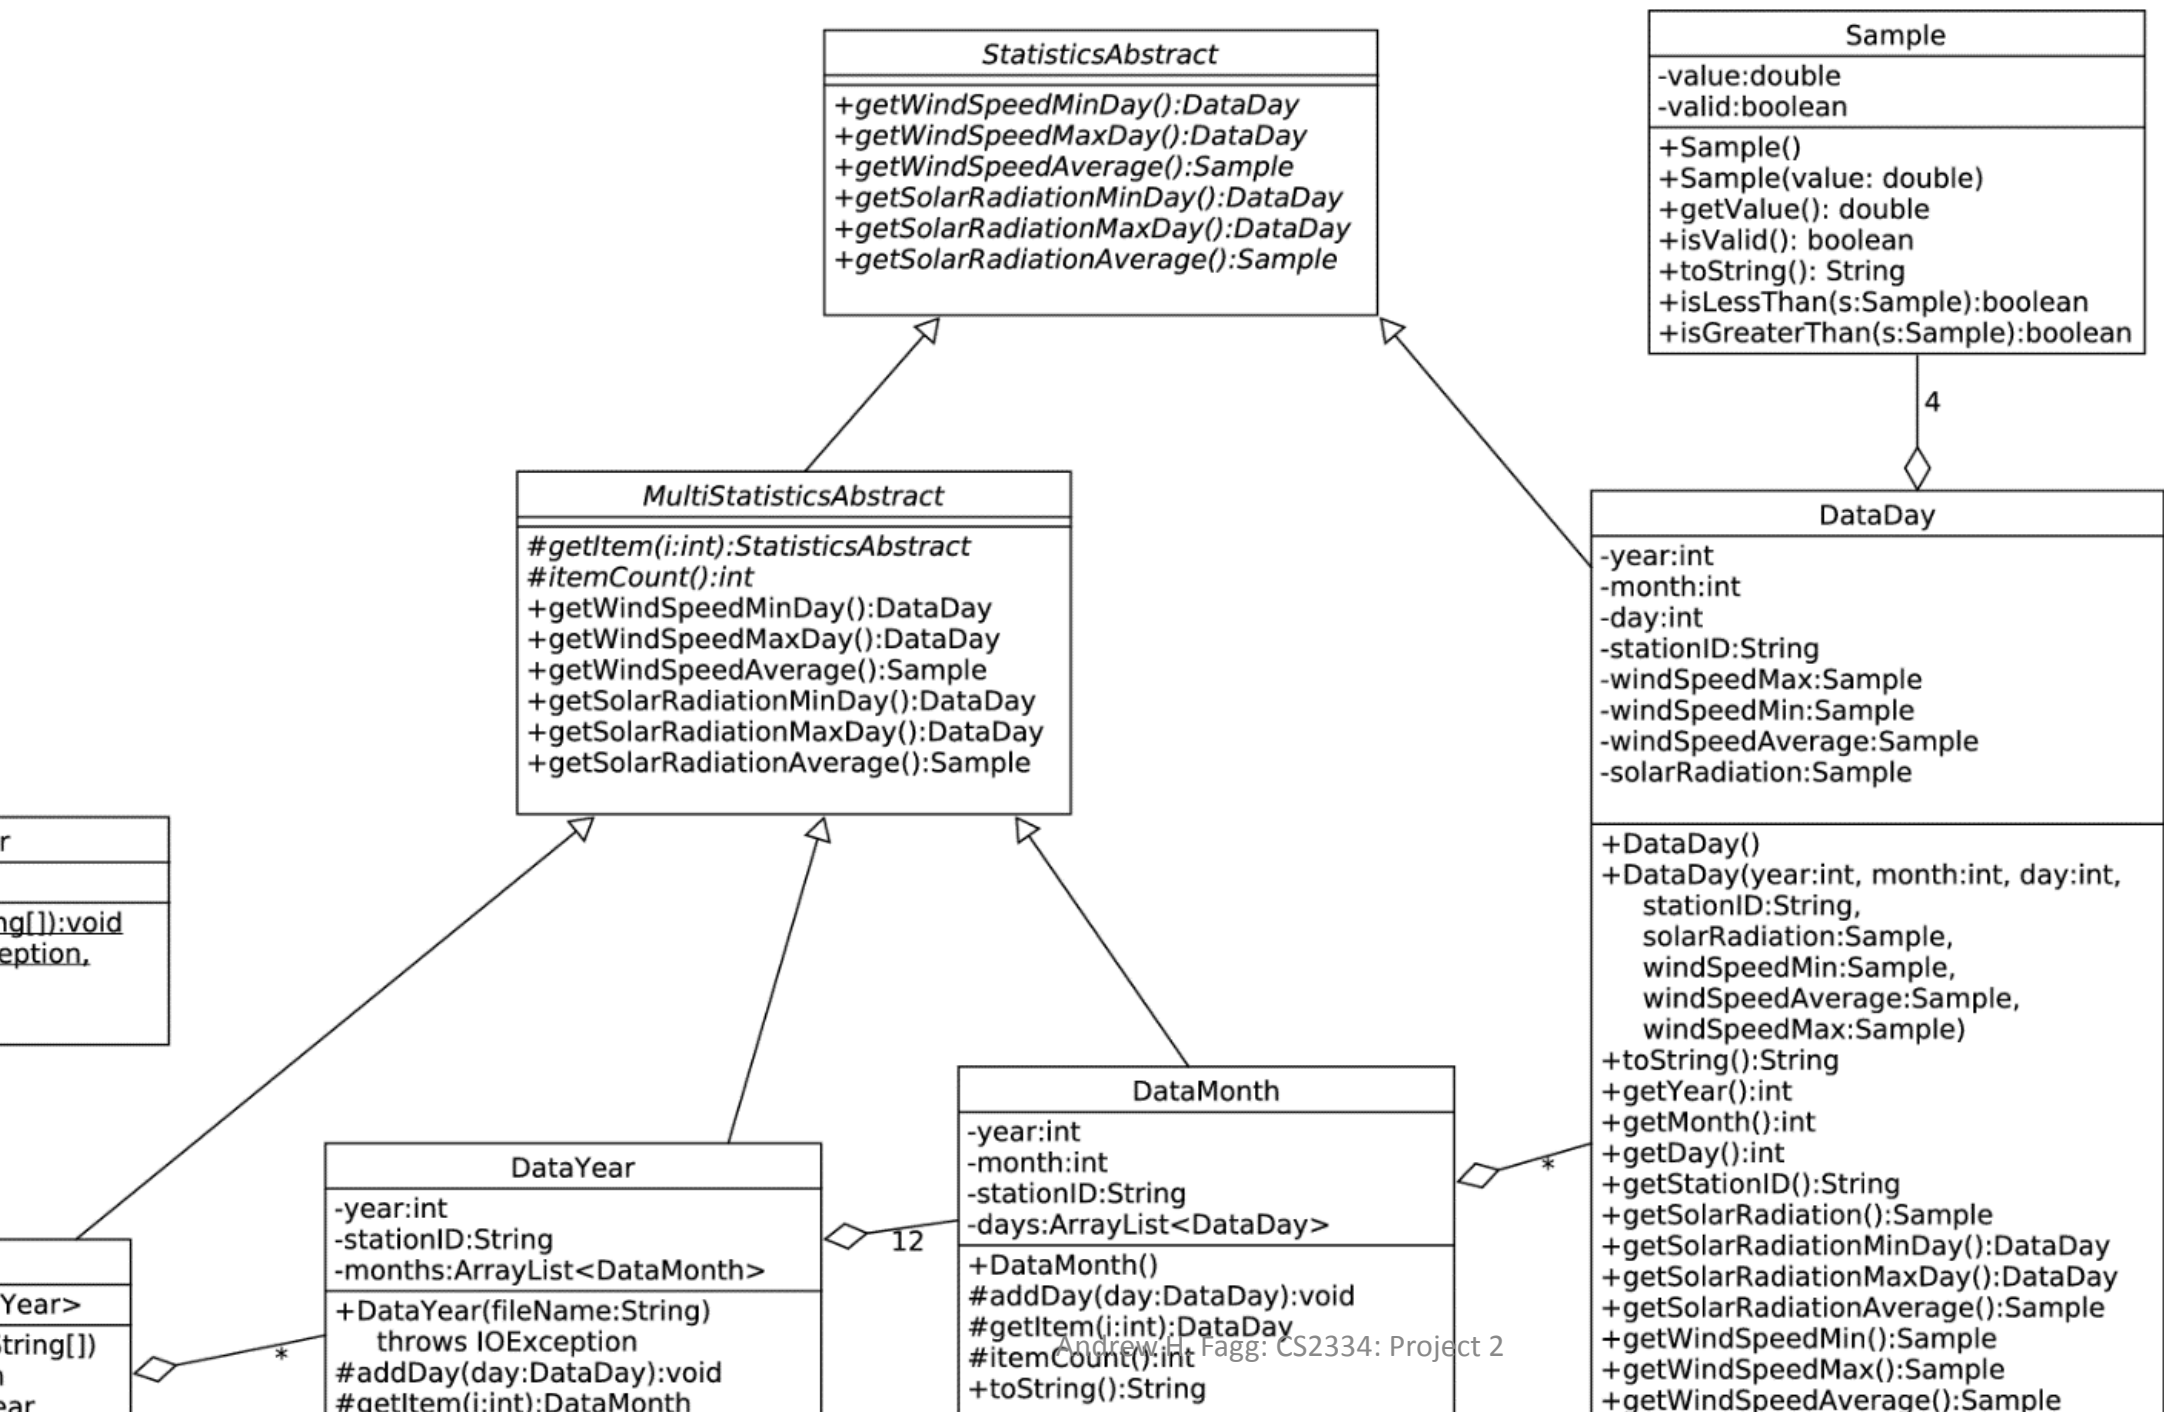 StatisticsAbstract
+getWindSpeedMinDay():DataDay
+getWindSpeedMaxDay():DataDay
+getWindSpeedAverage():Sample
+getSolarRadiationMinDay():DataDay
+getSolarRadiationMaxDay():DataDay
+getSolarRadiationAverage():Sample
Sample
-value:double
-valid:boolean
+Sample()
+Sample(value: double)
+getValue(): double
+isValid(): boolean
+toString(): String
+isLessThan(s:Sample):boolean
+isGreaterThan(s:Sample):boolean
4
MultiStatisticsAbstract
#getItem(i:int):StatisticsAbstract
#itemCount():int
+getWindSpeedMinDay():DataDay
+getWindSpeedMaxDay():DataDay
+getWindSpeedAverage():Sample
+getSolarRadiationMinDay():DataDay
+getSolarRadiationMaxDay():DataDay
+getSolarRadiationAverage():Sample
DataDay
-year:int
-month:int
-day:int
-stationID:String
-windSpeedMax:Sample
-windSpeedMin:Sample
-windSpeedAverage:Sample
-solarRadiation:Sample
+DataDay()
+DataDay(year:int, month:int, day:int,
stationID:String,
solarRadiation:Sample,
windSpeedMin:Sample,
windSpeedAverage:Sample,
windSpeedMax:Sample)
+toString():String
+getYear():int
+getMonth():int
+getDay():int
+getStationID():String
+getSolarRadiation():Sample
+getSolarRadiationMinDay():DataDay
+getSolarRadiationMaxDay():DataDay
+getSolarRadiationAverage():Sample
+getWindSpeedMin():Sample
+getWindSpeedMax():Sample
+getWindSpeedAverage():Sample
r
ng[]):void
eption,
Year>
String[])
ear
*
DataYear
-year:int
-stationID:String
-months:ArrayList<DataMonth>
+DataYear(fileName:String)
throws IOException
#addDay(day:DataDay):void
#getItem(i:int):DataMonth
12
DataMonth
-year:int
-month:int
-stationID:String
-days:ArrayList<DataDay>
+DataMonth()
#addDay(day:DataDay):void
#getItem(i:int):DataDay
#itemCount():int
+toString():String
*
Andrew H. Fagg: CS2334: Project 2